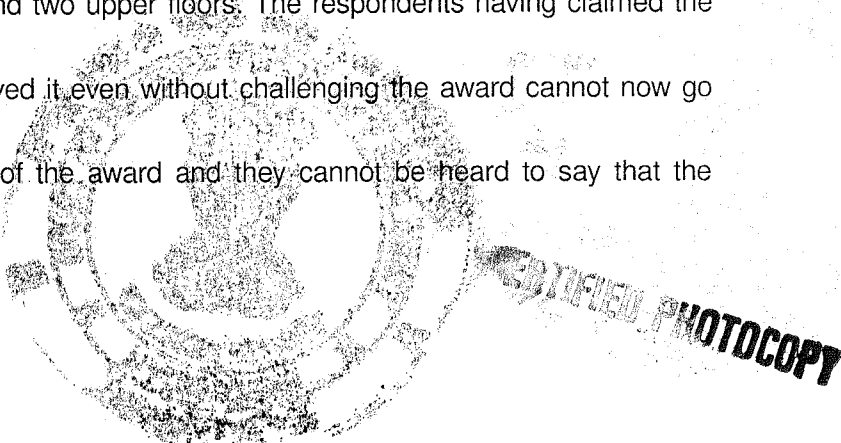 nd two upper floors. The respondents having claimed the
ved it even without challenging the award cannot now go
of the award and they cannot be heard to say that the
CERTIFIED PHOTOCOPY